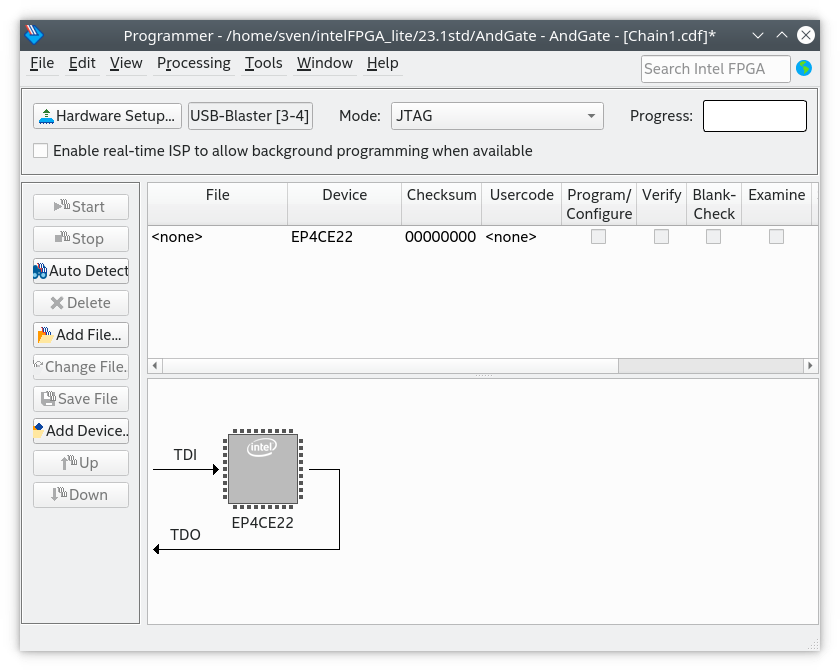 Programmer - /home/sven/intelFPGA_lite/23.1std/AndGate - AndGate - [Chain1.cdf]*
File Edit View Processing Tools Window Help
Search Intel FPGA
Hardware Setup... USB-Blaster [3-4] Mode: JTAG Progress:
Enable real-time ISP to allow background programming when available
Start
Stop
Auto Detect
Delete
Add File...
Change File.
Save File
Add Device..
Up
Down
File Device Checksum Usercode Program/ Verify Blank- Examine
Configure Check
<none> EP4CE22 00000000 <none>
intel
TDI
EP4CE22
TDO